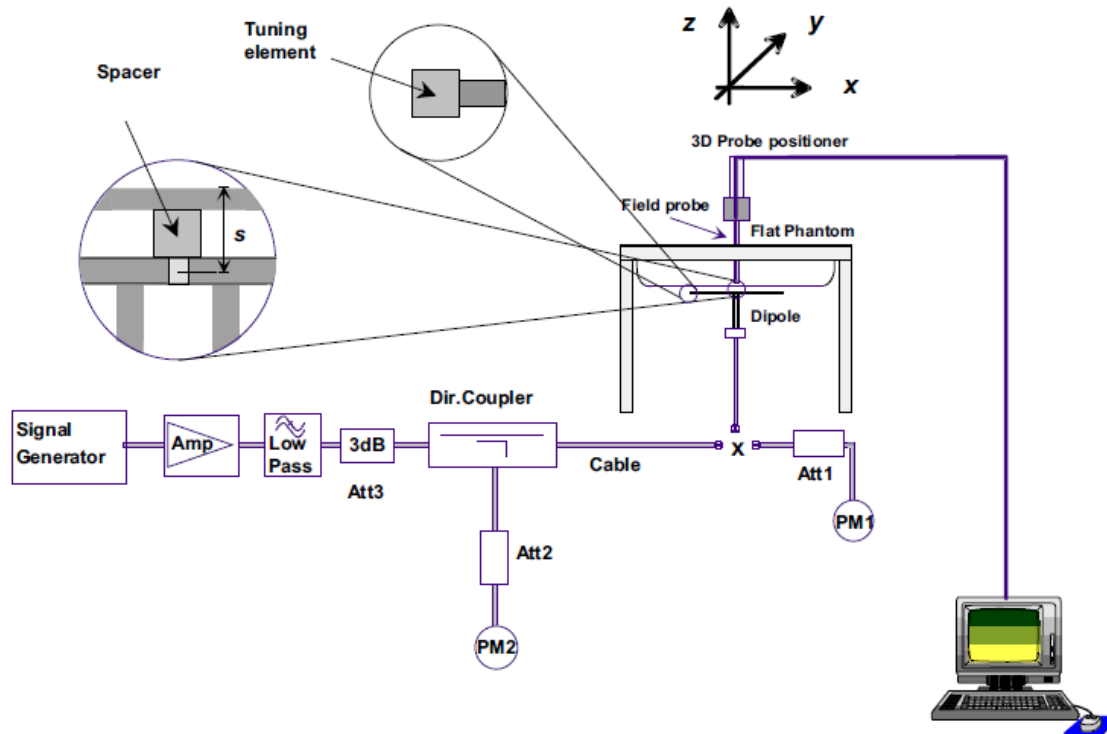 Tuning
element
Spacer
s
z
y
x
3D Probe positioner
Field probe
Flat Phantom
Dipole
Dir.Coupler
Signal
Generator
Amp
Low
Pass
3dB
Att3
Cable
X
Att1
PM1
Att2
PM2